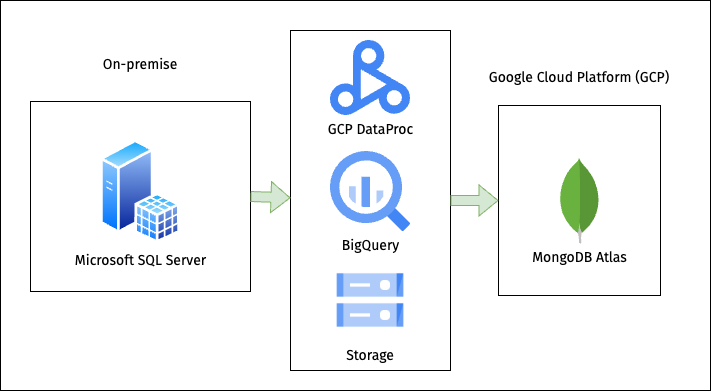 On-premise
Microsoft SQL Server
GCP DataProc
BigQuery
Storage
Google Cloud Platform (GCP)
MongoDB Atlas